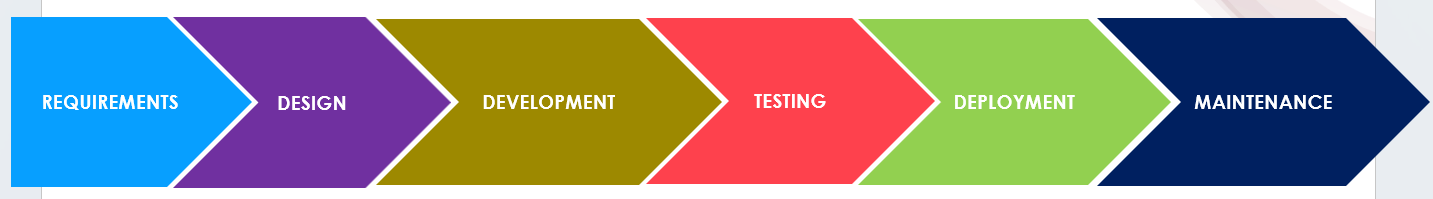 REQUIREMENTS
DESIGN
DEVELOPMENT
TESTING
DEPLOYMENT
MAINTENANCE